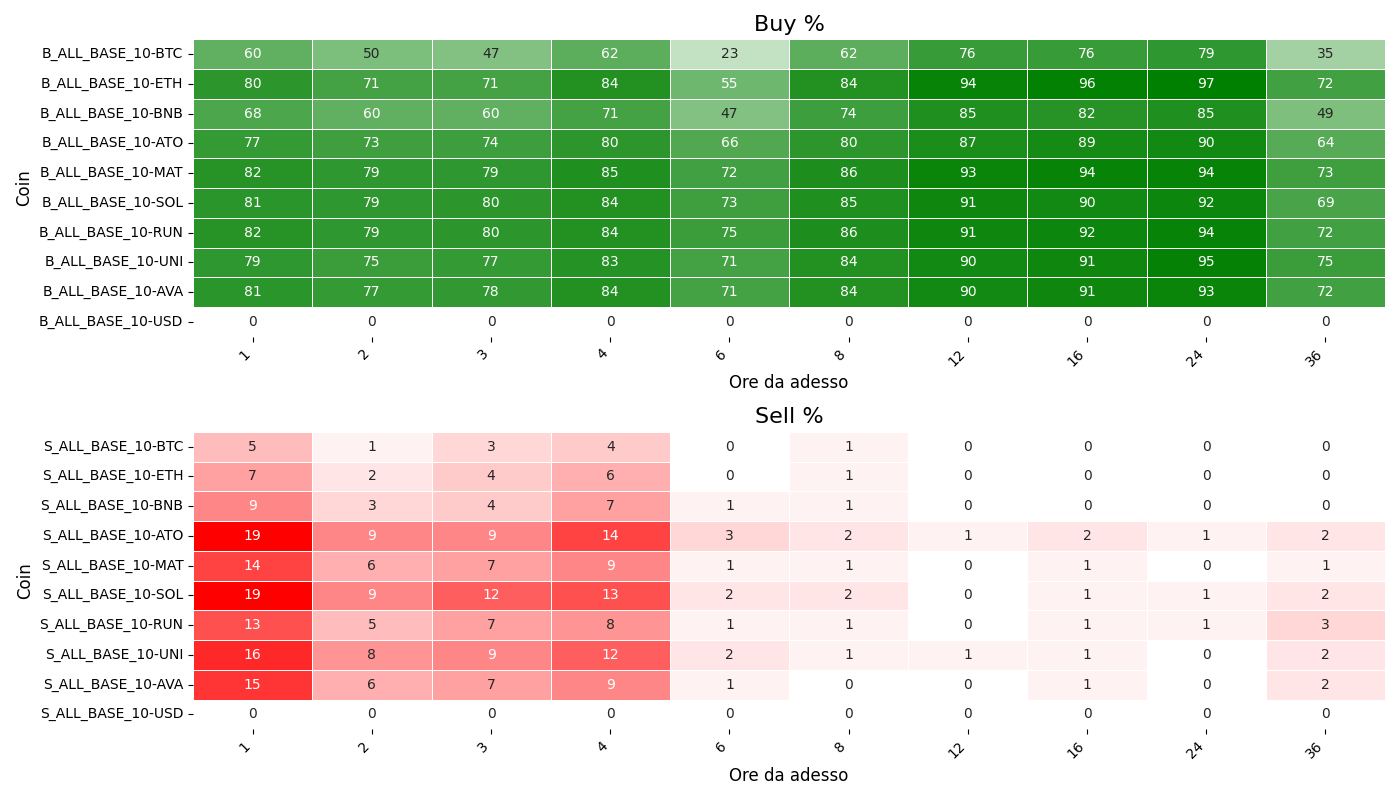 Buy %
Coin
B_ALL_BASE_10-BTC 60 50 47 62 23 62 76 76 79 35
B_ALL_BASE_10-ETH 80 71 71 84 55 84 94 96 97 72
B_ALL_BASE_10-BNB 68 60 60 71 47 74 85 82 85 49
B_ALL_BASE_10-ATO 77 73 74 80 66 80 87 89 90 64
B_ALL_BASE_10-MAT 82 79 79 85 72 86 93 94 94 73
B_ALL_BASE_10-SOL 81 79 80 84 73 85 91 90 92 69
B_ALL_BASE_10-RUN 82 79 80 84 75 86 91 92 94 72
B_ALL_BASE_10-UNI 79 75 77 83 71 84 90 91 95 75
B_ALL_BASE_10-AVA 81 77 78 84 71 84 90 91 93 72
B_ALL_BASE_10-USD 0 0 0 0 0 0 0 0 0 0
1 2 3 4 6 8 12 16 24 36
Ore da adesso
Sell %
Coin
S_ALL_BASE_10-BTC 5 1 3 4 0 1 0 0 0 0
S_ALL_BASE_10-ETH 7 2 4 6 0 1 0 0 0 0
S_ALL_BASE_10-BNB 9 3 4 7 1 1 0 0 0 0
S_ALL_BASE_10-ATO 19 9 9 14 3 2 1 2 1 2
S_ALL_BASE_10-MAT 14 6 7 9 1 1 0 1 0 1
S_ALL_BASE_10-SOL 19 9 12 13 2 2 0 1 1 2
S_ALL_BASE_10-RUN 13 5 7 8 1 1 0 1 1 3
S_ALL_BASE_10-UNI 16 8 9 12 2 1 1 1 0 2
S_ALL_BASE_10-AVA 15 6 7 9 1 0 0 1 0 2
S_ALL_BASE_10-USD 0 0 0 0 0 0 0 0 0 0
1 2 3 4 6 8 12 16 24 36
Ore da adesso